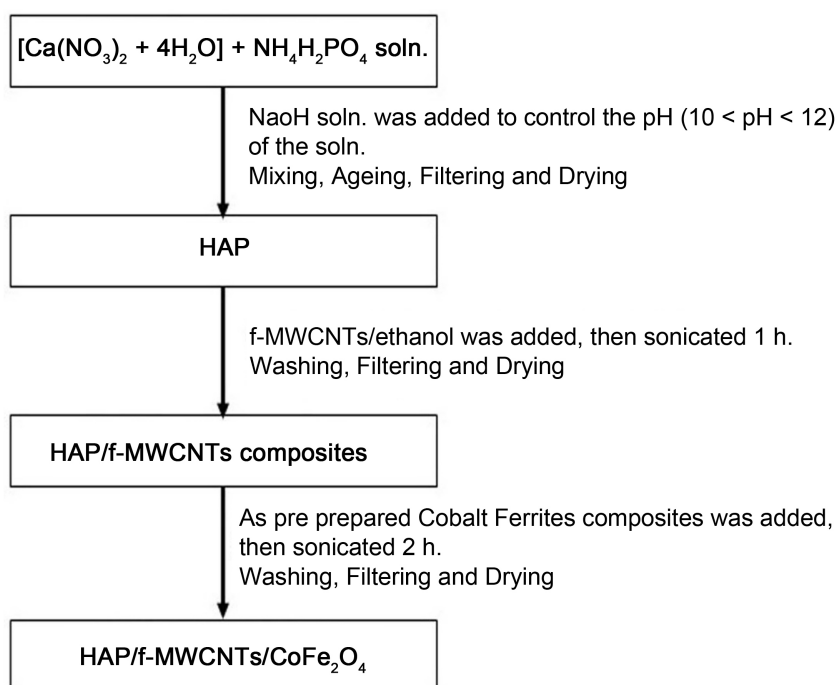 [Ca(NO₃)₂ + 4H₂O] + NH₄H₂PO₄ soln.
NaoH soln. was added to control the pH (10 < pH < 12)
of the soln.
Mixing, Ageing, Filtering and Drying
HAP
f-MWCNTs/ethanol was added, then sonicated 1 h.
Washing, Filtering and Drying
HAP/f-MWCNTs composites
As pre prepared Cobalt Ferrites composites was added,
then sonicated 2 h.
Washing, Filtering and Drying
HAP/f-MWCNTs/CoFe₂O₄